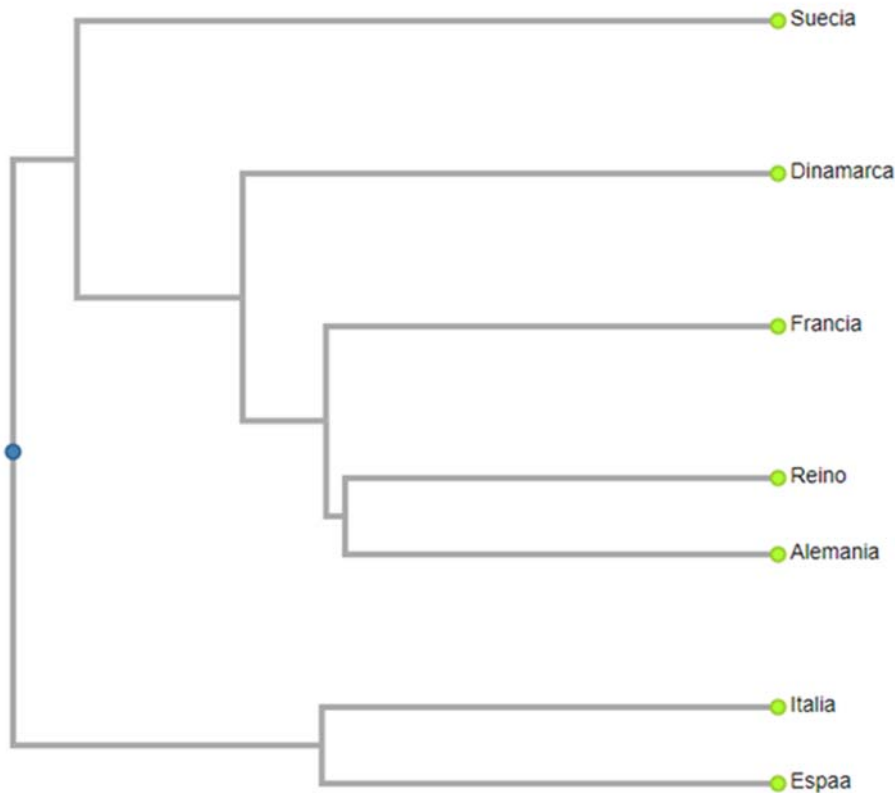 Suecia
Dinamarca
Francia
Reino
Alemania
Italia
Espaa